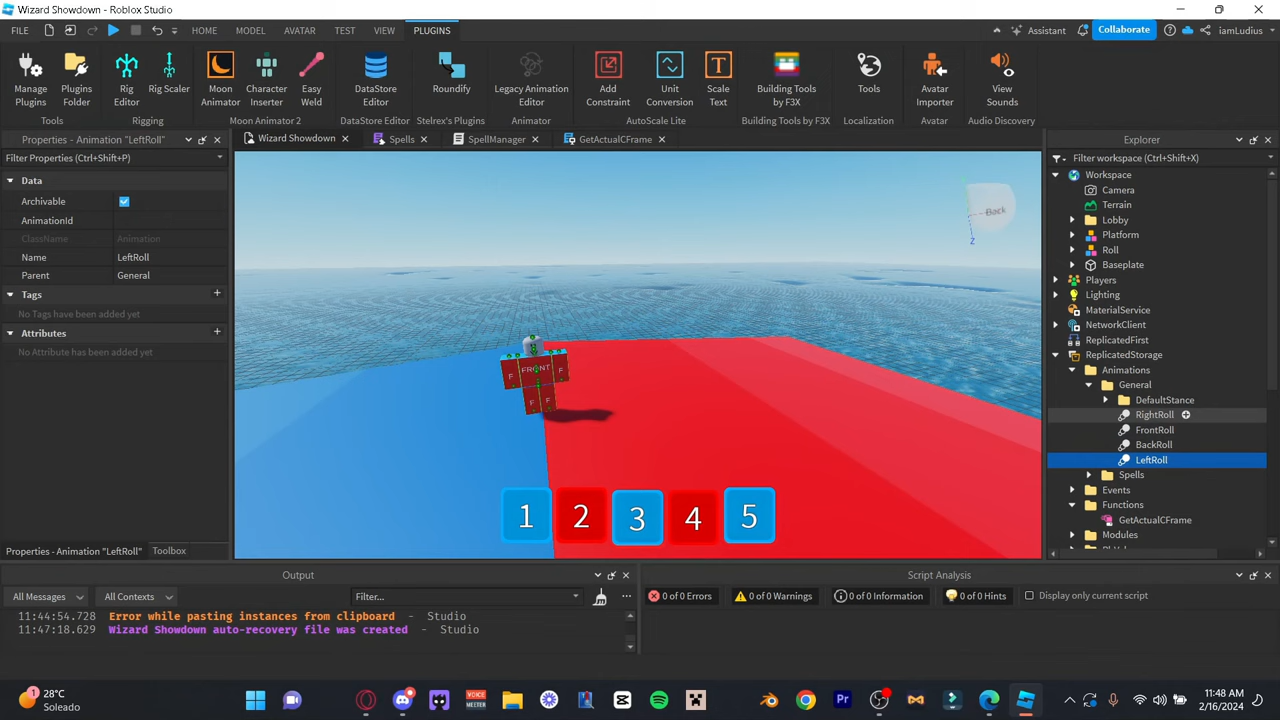 Wizard Showdown - Roblox Studio
FILE HOME MODEL AVATAR TEST VIEW PLUGINS Assistant Collaborate iamLudius
Manage Plugins
Plugins Folder
Rig Editor
Rig Scaler
Moon Animator
Character Inserter
Easy Weld
DataStore Editor
Roundify
Legacy Animation Editor
Add Constraint
Unit Conversion
Scale Text
Building Tools by F3X
Tools
Avatar Importer
View Sounds
Tools Rigging Moon Animator 2 DataStore Editor Stelrex's Plugins Animator AutoScale Lite Building Tools by F3X Localization Avatar Audio Discovery
Properties - Animation "LeftRoll"
Filter Properties (Ctrl+Shift+P)
Data
Archivable
AnimationId
ClassName Animation
Name LeftRoll
Parent General
Tags
No Tags have been added yet
Attributes
No Attribute has been added yet
Properties - Animation "LeftRoll" Toolbox
Wizard Showdown Spells SpellManager GetActualCFrame
Back
Z
FRONT
F F
F F
1 2 3 4 5
Explorer
Filter workspace (Ctrl+Shift+X)
Workspace
Camera
Terrain
Lobby
Platform
Roll
Baseplate
Players
Lighting
MaterialService
NetworkClient
ReplicatedFirst
ReplicatedStorage
Animations
General
DefaultStance
RightRoll
FrontRoll
BackRoll
LeftRoll
Spells
Events
Functions
GetActualCFrame
Modules
Output
All Messages All Contexts Filter...
11:44:54.728 Error while pasting instances from clipboard - Studio
11:47:18.629 Wizard Showdown auto-recovery file was created - Studio
Script Analysis
0 of 0 Errors 0 of 0 Warnings 0 of 0 Information 0 of 0 Hints Display only current script
1
28°C
Soleado
VOICE MEETER
Pr
11:48 AM
2/16/2024